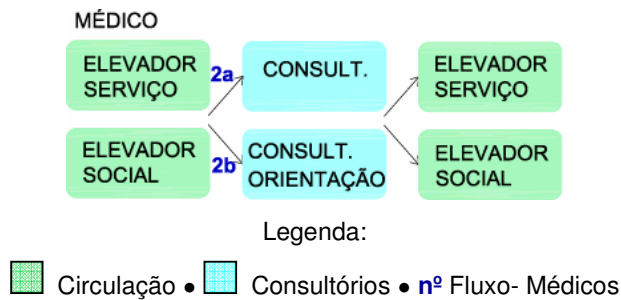 MÉDICO
ELEVADOR
SERVIÇO
2a
CONSULT.
ELEVADOR
SERVIÇO
ELEVADOR
SOCIAL
2b
CONSULT.
ORIENTAÇÃO
ELEVADOR
SOCIAL
Legenda:
Circulação • Consultórios • nº Fluxo- Médicos